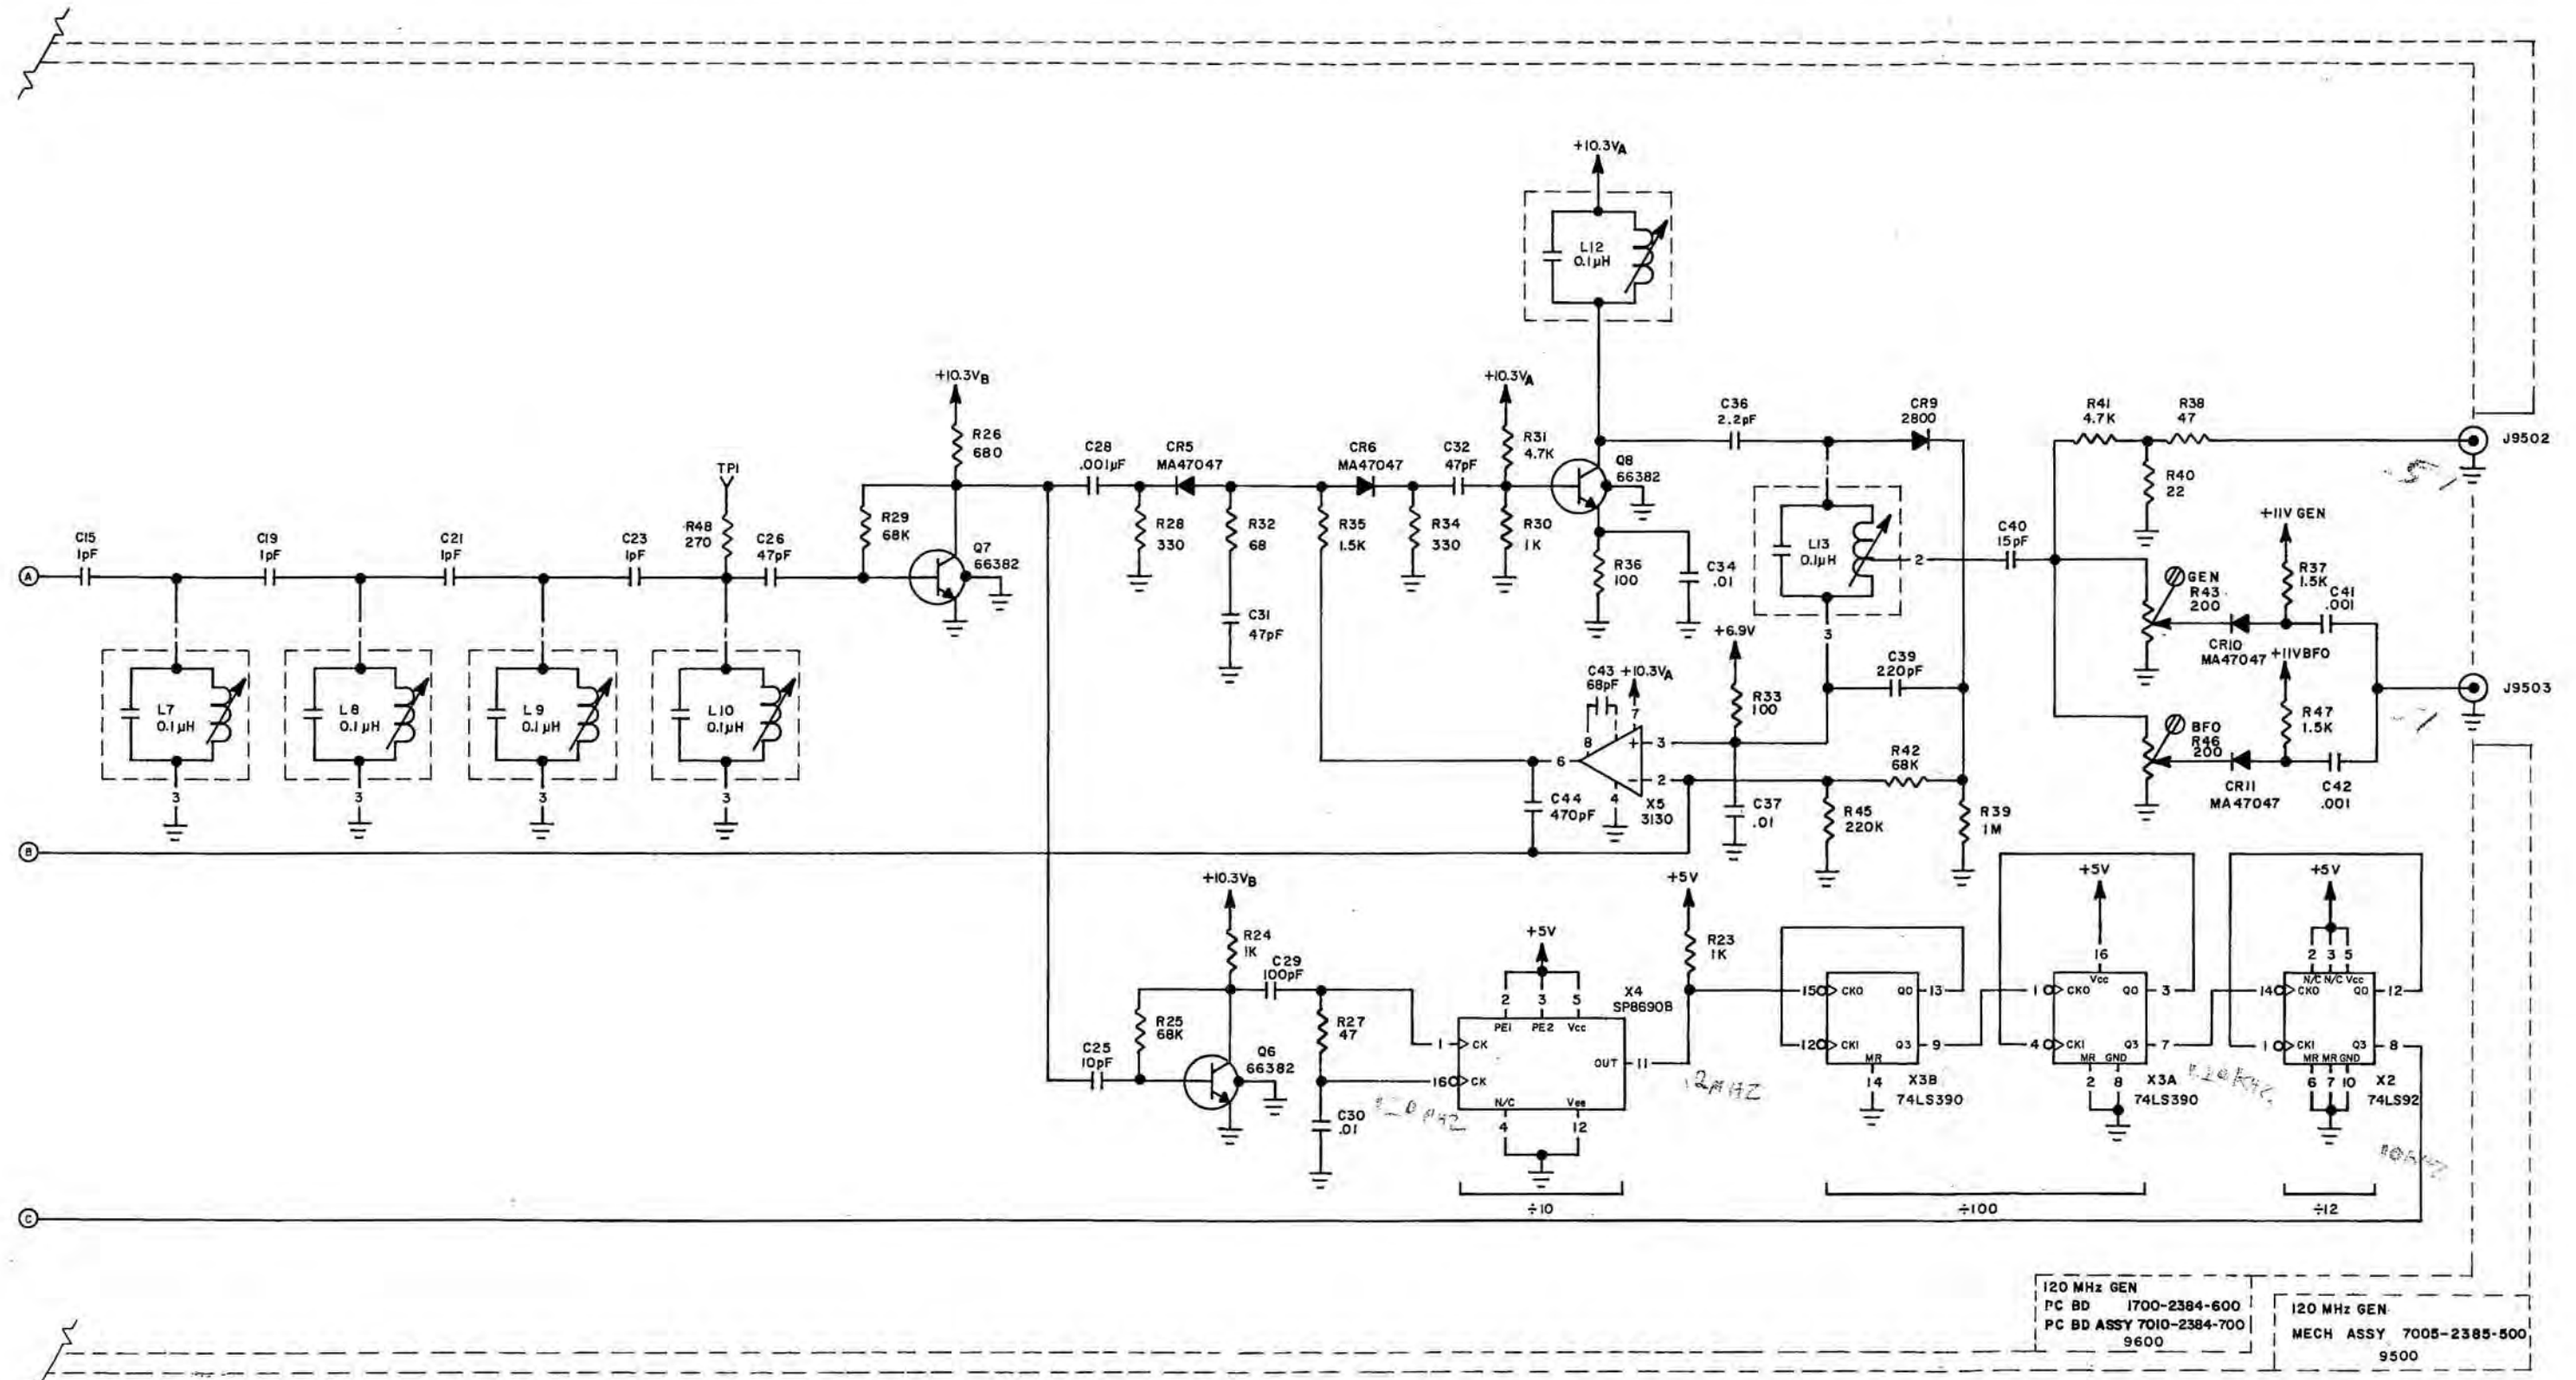 +10.3VA
L12
0.1µH
+10.3VB
R26
680
C28
.001µF
CR5
MA47047
CR6
MA47047
C32
47pF
+10.3VA
R31
4.7K
Q8
66382
C36
2.2pF
CR9
2800
R41
4.7K
R38
47
J9502
R40
22
-5
TP1
R48
270
C15
1pF
C19
1pF
C21
1pF
C23
1pF
C26
47pF
R29
68K
Q7
66382
R28
330
R32
68
R35
1.5K
R34
330
R30
1K
R36
100
C34
.01
L13
0.1µH
2
3
C40
15pF
+11V GEN
GEN
R43
200
R37
1.5K
C41
.001
CR10
MA47047
+11VBFO
J9503
-7
BFO
R46
200
R47
1.5K
CR11
MA47047
C42
.001
A
C31
47pF
L7
0.1µH
3
L8
0.1µH
3
L9
0.1µH
3
L10
0.1µH
3
+6.9V
R33
100
C39
220pF
C43
68pF
+10.3VA
7
8
+
3
6
-
2
4
X5
3130
C44
470pF
C37
.01
R42
68K
R45
220K
R39
1M
B
+10.3VB
R24
1K
C29
100pF
R25
68K
C25
10pF
Q6
66382
R27
47
C30
.01
+5V
2 3 5
PE1 PE2 Vcc
X4
SP8690B
1 CK
16 CK
OUT 11
N/C Vee
4 12
120MHZ
÷10
+5V
R23
1K
12MHZ
15 CK0 Q0 13
12 CK1 Q3 9
MR
14
X3B
74LS390
+5V
16
Vcc
1 CK0 Q0 3
4 CK1 Q3 7
MR GND
2 8
X3A
74LS390
÷100
120KHZ
+5V
2 3 5
N/C N/C Vcc
14 CK0 Q0 12
1 CK1 Q3 8
MR MR GND
6 7 10
X2
74LS92
÷12
C
120 MHz GEN
PC BD 1700-2384-600
PC BD ASSY 7010-2384-700
9600
120 MHz GEN
MECH ASSY 7005-2385-500
9500